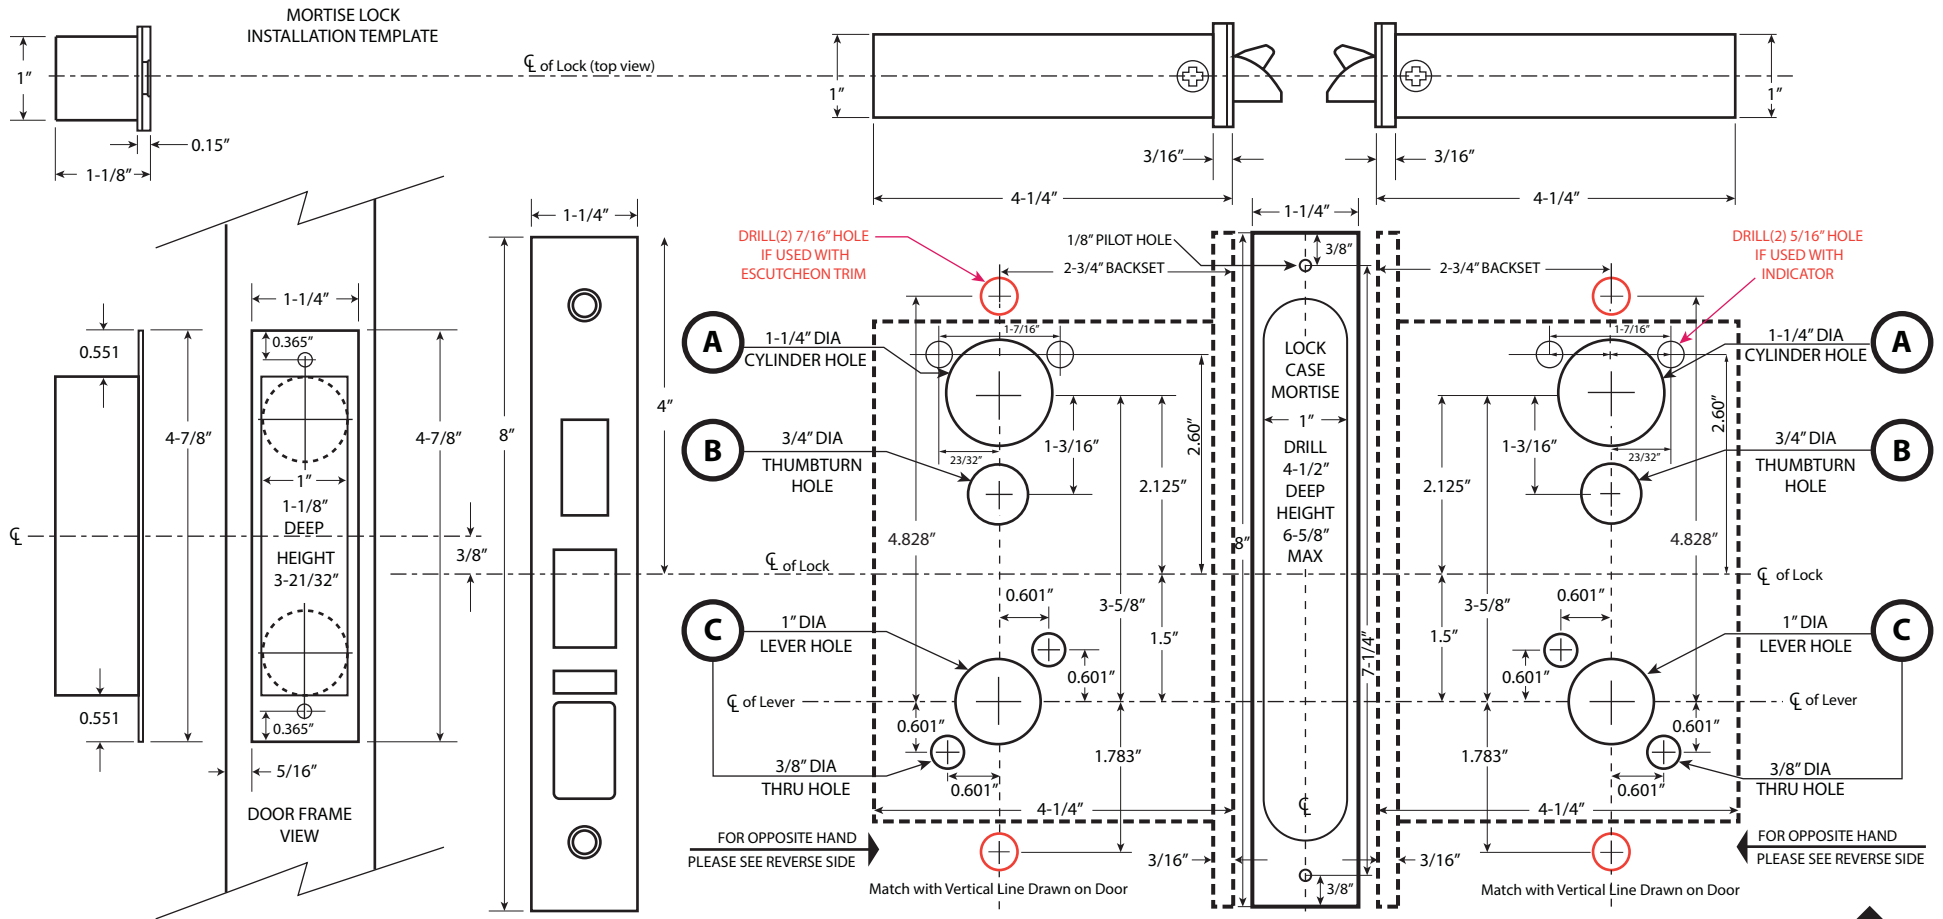 MORTISE LOCK
INSTALLATION TEMPLATE
℄ of Lock (top view)
1″
0.15″
1-1/8″
1″
3/16″
4-1/4″
3/16″
4-1/4″
1″
1-1/4″
0.365″
0.551
4-7/8″
4-7/8″
1″
1-1/8″
DEEP
HEIGHT
3-21/32″
℄
3/8″
0.551
0.365″
5/16″
DOOR FRAME
VIEW
1-1/4″
8″
4″
DRILL(2) 7/16″ HOLE
IF USED WITH
ESCUTCHEON TRIM
1/8″ PILOT HOLE
2-3/4″ BACKSET
A
1-1/4″ DIA
CYLINDER HOLE
1-7/16″
B
3/4″ DIA
THUMBTURN
HOLE
23/32″
1-3/16″
2.60″
2.125″
4.828″
℄ of Lock
3-5/8″
0.601″
1.5″
C
1″ DIA
LEVER HOLE
0.601″
℄ of Lever
0.601″
1.783″
3/8″ DIA
THRU HOLE
0.601″
4-1/4″
FOR OPPOSITE HAND
PLEASE SEE REVERSE SIDE
3/16″
Match with Vertical Line Drawn on Door
1-1/4″
3/8″
LOCK
CASE
MORTISE
1″
DRILL
4-1/2″
DEEP
HEIGHT
6-5/8″
MAX
8″
7-1/4″
℄
3/8″
2-3/4″ BACKSET
DRILL(2) 5/16″ HOLE
IF USED WITH
INDICATOR
1-7/16″
1-1/4″ DIA
CYLINDER HOLE
A
2.60″
3/4″ DIA
THUMBTURN
HOLE
B
1-3/16″
23/32″
2.125″
4.828″
℄ of Lock
3-5/8″
0.601″
1.5″
1″ DIA
LEVER HOLE
C
0.601″
℄ of Lever
0.601″
1.783″
3/8″ DIA
THRU HOLE
0.601″
4-1/4″
FOR OPPOSITE HAND
PLEASE SEE REVERSE SIDE
3/16″
Match with Vertical Line Drawn on Door